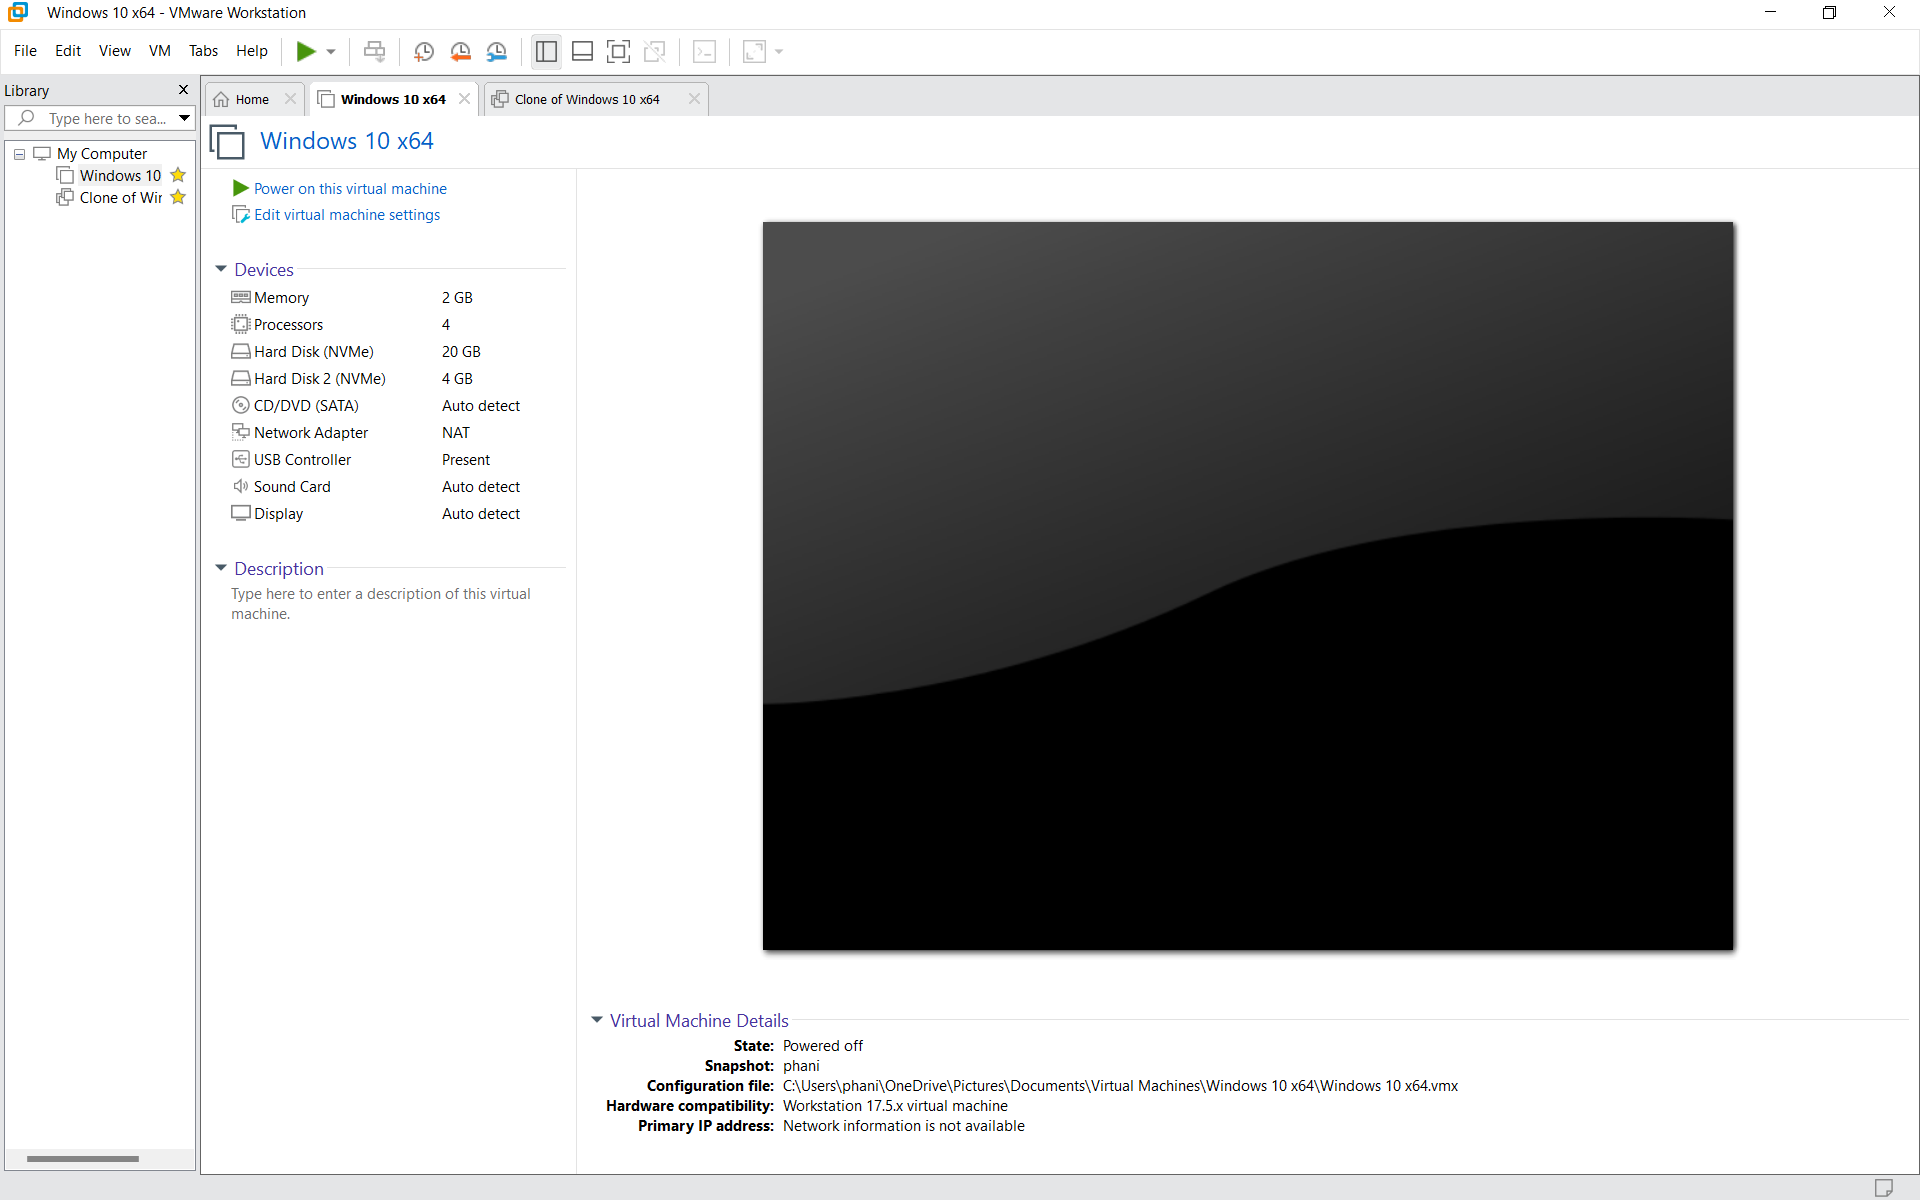 Windows 10 x64 - VMware Workstation
File Edit View VM Tabs Help
Library
Type here to sea...
My Computer
Windows 10
Clone of Wir
Home
Windows 10 x64
Clone of Windows 10 x64
Windows 10 x64
Power on this virtual machine
Edit virtual machine settings
Devices
Memory 2 GB
Processors 4
Hard Disk (NVMe) 20 GB
Hard Disk 2 (NVMe) 4 GB
CD/DVD (SATA) Auto detect
Network Adapter NAT
USB Controller Present
Sound Card Auto detect
Display Auto detect
Description
Type here to enter a description of this virtual
machine.
Virtual Machine Details
State: Powered off
Snapshot: phani
Configuration file: C:\Users\phani\OneDrive\Pictures\Documents\Virtual Machines\Windows 10 x64\Windows 10 x64.vmx
Hardware compatibility: Workstation 17.5.x virtual machine
Primary IP address: Network information is not available